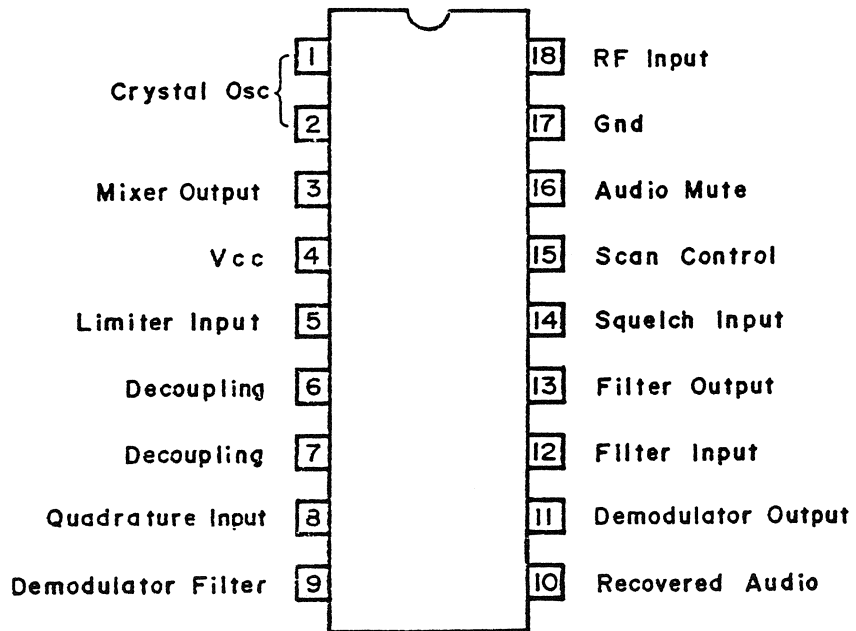 1 18 RF Input
Crystal Osc
2 17 Gnd
Mixer Output 3 16 Audio Mute
Vcc 4 15 Scan Control
Limiter Input 5 14 Squelch Input
Decoupling 6 13 Filter Output
Decoupling 7 12 Filter Input
Quadrature Input 8 11 Demodulator Output
Demodulator Filter 9 10 Recovered Audio